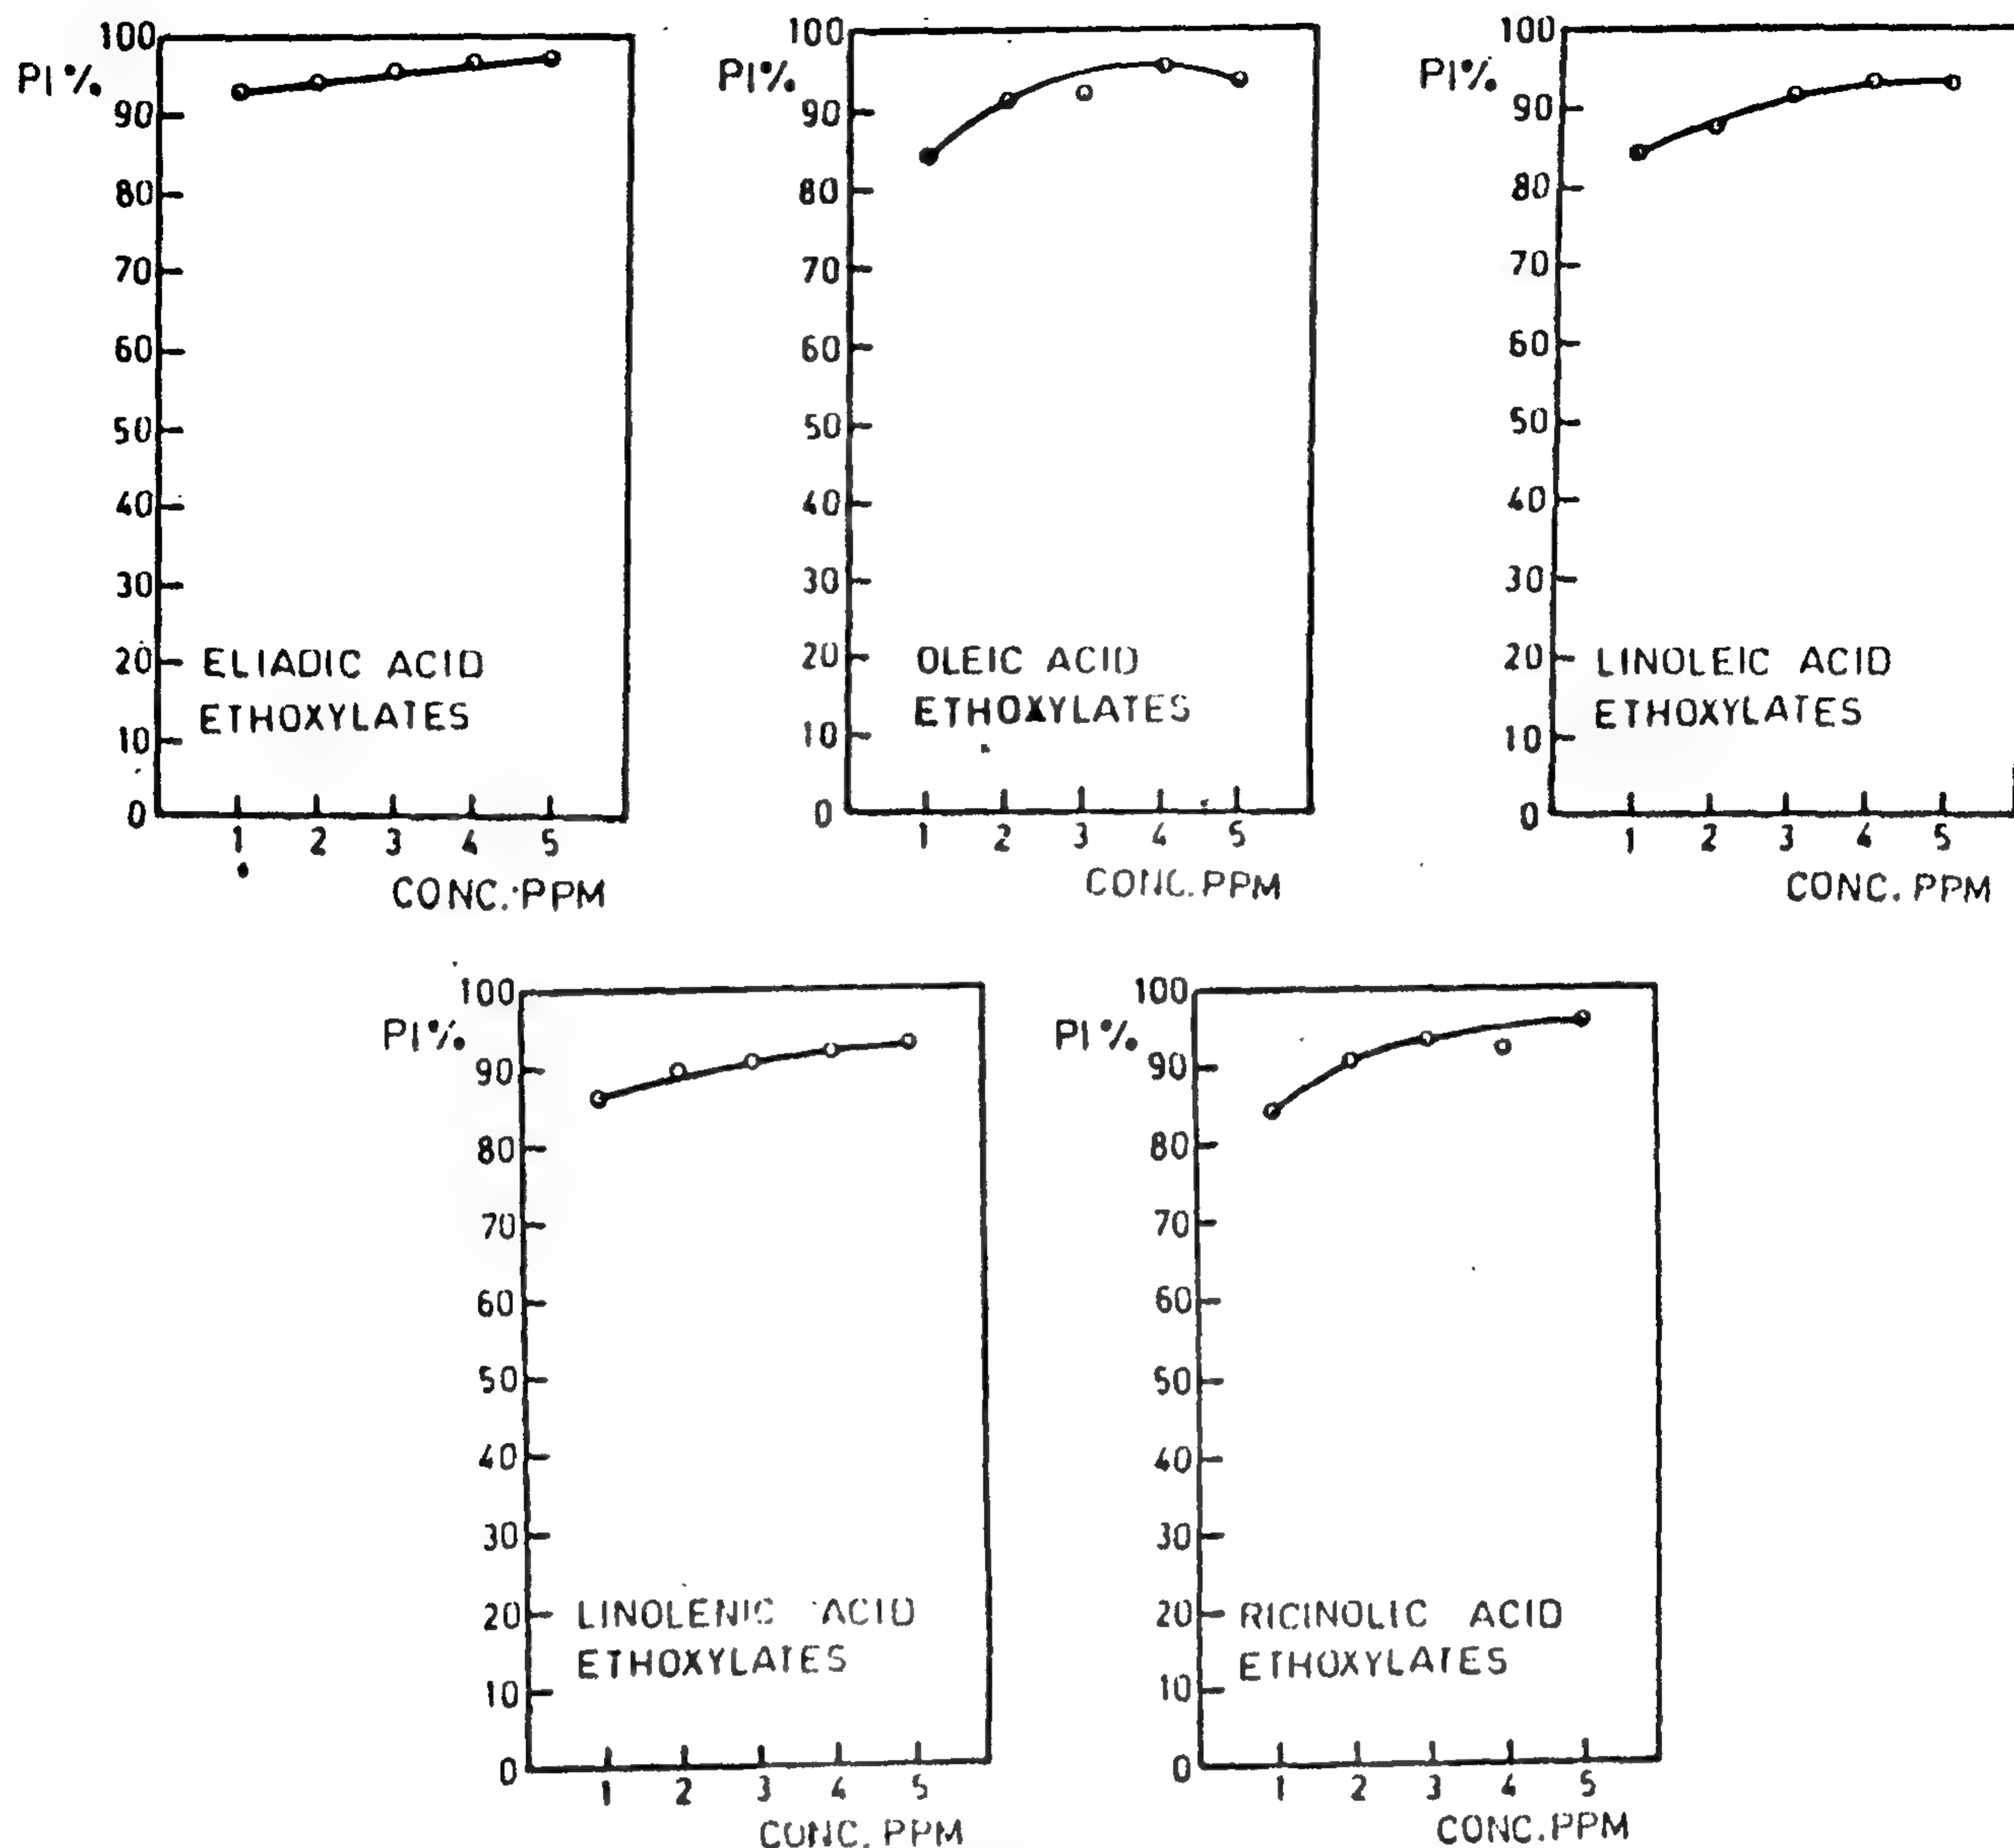 PI%
100
90
80
70
60
50
40
30
20
10
0
ELIADIC ACID
ETHOXYLATES
1 2 3 4 5
CONC. PPM
PI%
100
90
80
70
60
50
40
30
20
10
0
OLEIC ACID
ETHOXYLATES
1 2 3 4 5
CONC. PPM
PI%
100
90
80
70
60
50
40
30
20
10
0
LINOLEIC ACID
ETHOXYLATES
1 2 3 4 5
CONC. PPM
PI%
100
90
80
70
60
50
40
30
20
10
0
LINOLENIC ACID
ETHOXYLATES
1 2 3 4 5
CONC. PPM
PI%
100
90
80
70
60
50
40
30
20
10
0
RICINOLIC ACID
ETHOXYLATES
1 2 3 4 5
CONC. PPM